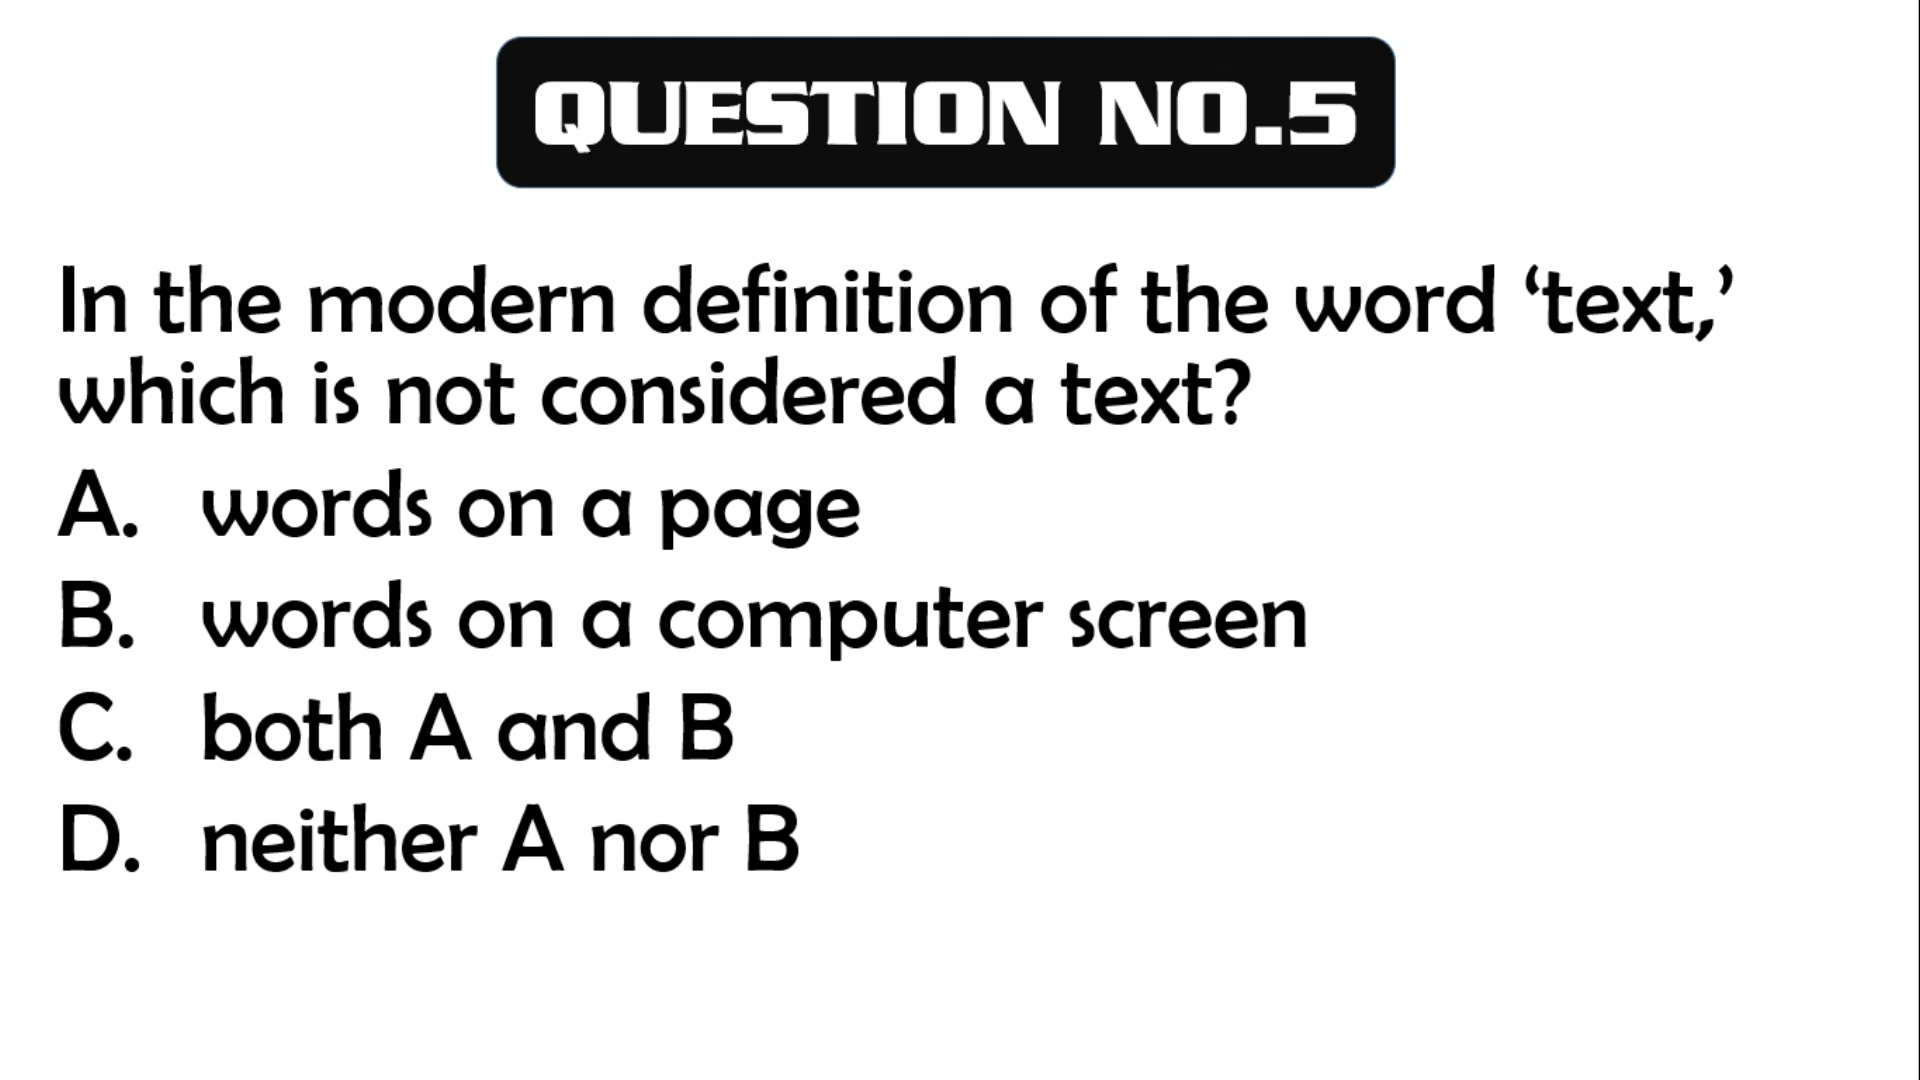 QUESTION NO.5
In the modern definition of the word ‘text,’
which is not considered a text?
A. words on a page
B. words on a computer screen
C. both A and B
D. neither A nor B